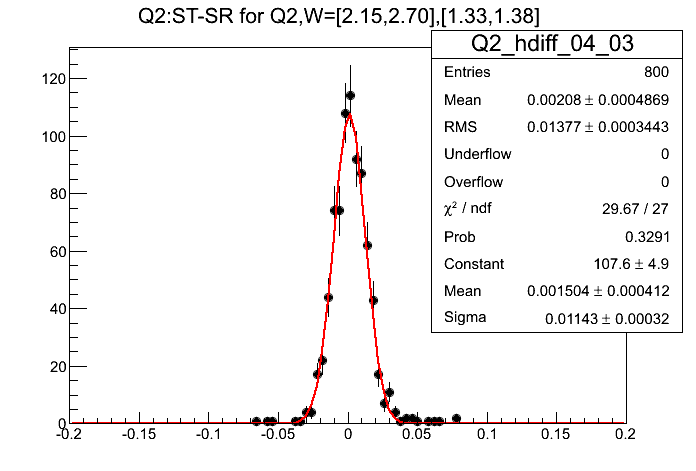 Q2:ST-SR for Q2,W=[2.15,2.70],[1.33,1.38]
Q2_hdiff_04_03
Entries 800
Mean 0.00208 ± 0.0004869
RMS 0.01377 ± 0.0003443
Underflow 0
Overflow 0
χ² / ndf 29.67 / 27
Prob 0.3291
Constant 107.6 ± 4.9
Mean 0.001504 ± 0.000412
Sigma 0.01143 ± 0.00032
120
100
80
60
40
20
0
-0.2 -0.15 -0.1 -0.05 0 0.05 0.1 0.15 0.2